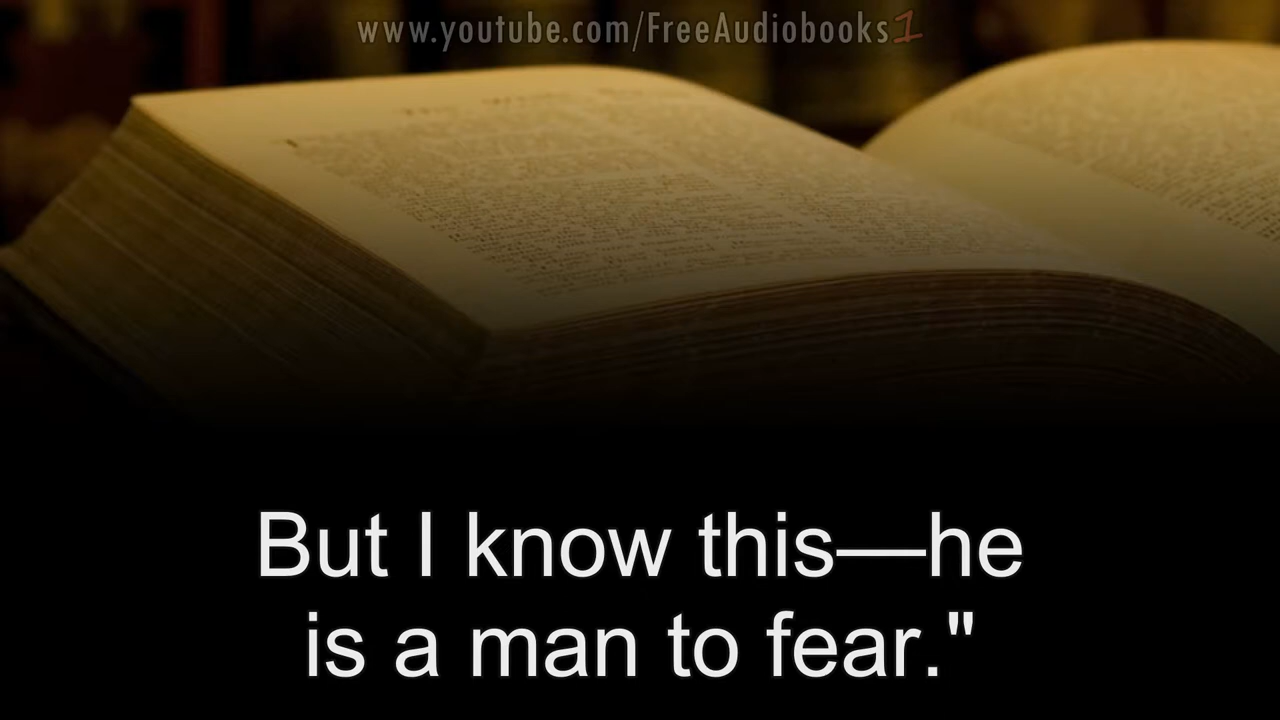 www.youtube.com/FreeAudiobooks1
But I know this—he
is a man to fear."